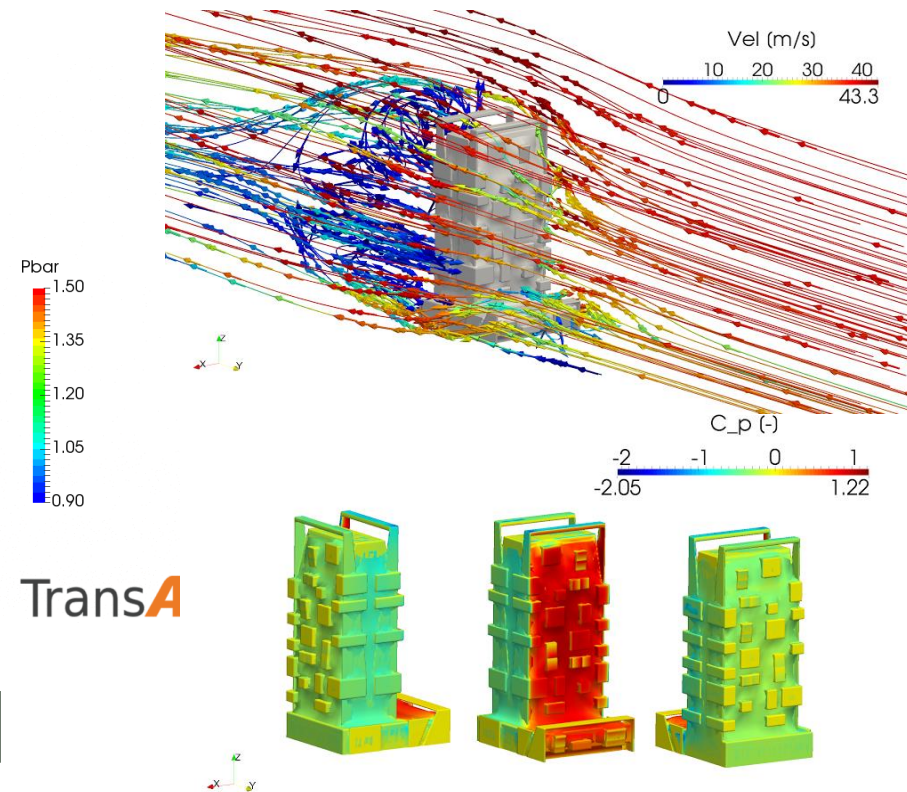 Vel (m/s)
10 20 30 40
0 43.3
Pbar
1.50
1.35
1.20
1.05
0.90
Z
X Y
C_p (-)
-2 -1 0 1
-2.05 1.22
TransA
Z
X Y